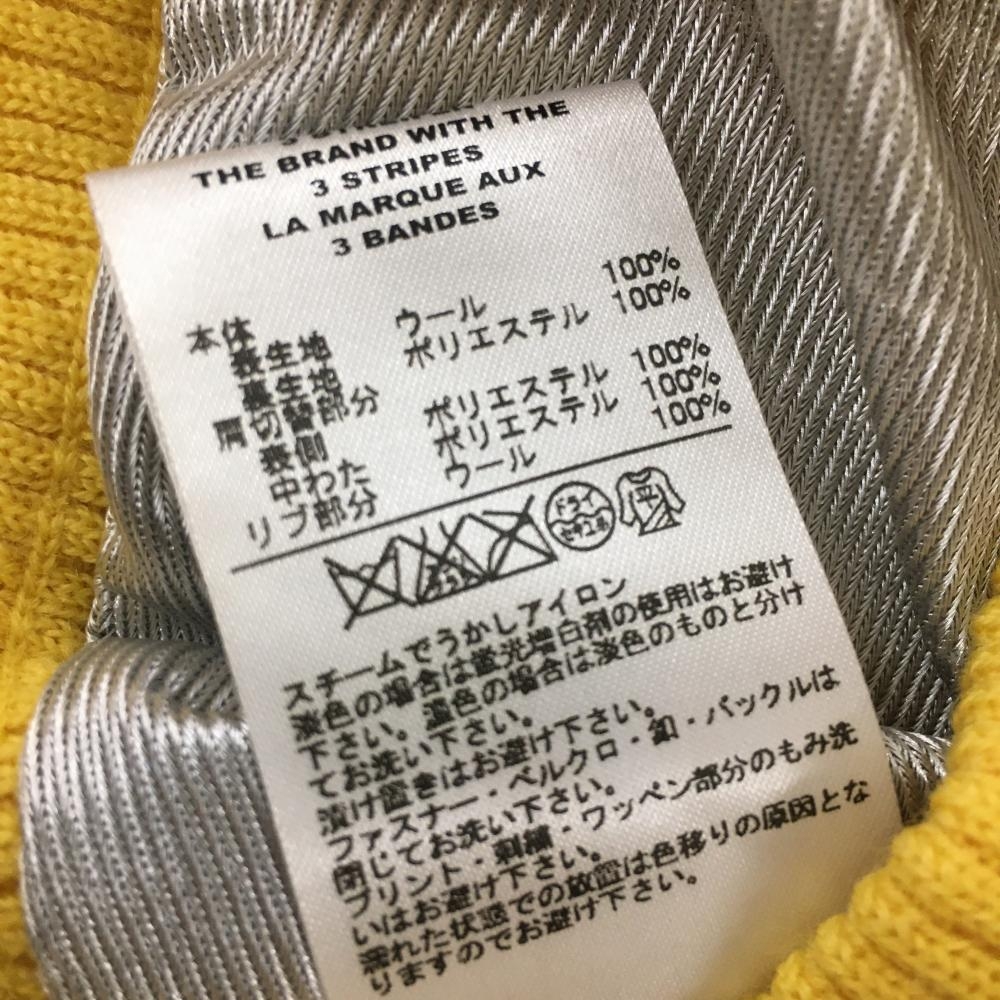 THE BRAND WITH THE
3 STRIPES
LA MARQUE AUX
3 BANDES
本体
表生地 ウール 100%
裏生地 ポリエステル 100%
肩切替部分
表側 ポリエステル 100%
中わた ポリエステル 100%
リブ部分 ウール 100%
ドライ
セキユ系
平
スチームでうかしアイロン
淡色の場合は蛍光増白剤の使用はお避け
下さい。濃色の場合は淡色のものと分け
てお洗い下さい。
漬け置きはお避け下さい。
ファスナー・ベルクロ・釦・バックルは
閉じてお洗い下さい。
プリント・刺繍・ワッペン部分のもみ洗
いはお避け下さい。
濡れた状態での放置は色移りの原因とな
りますのでお避け下さい。